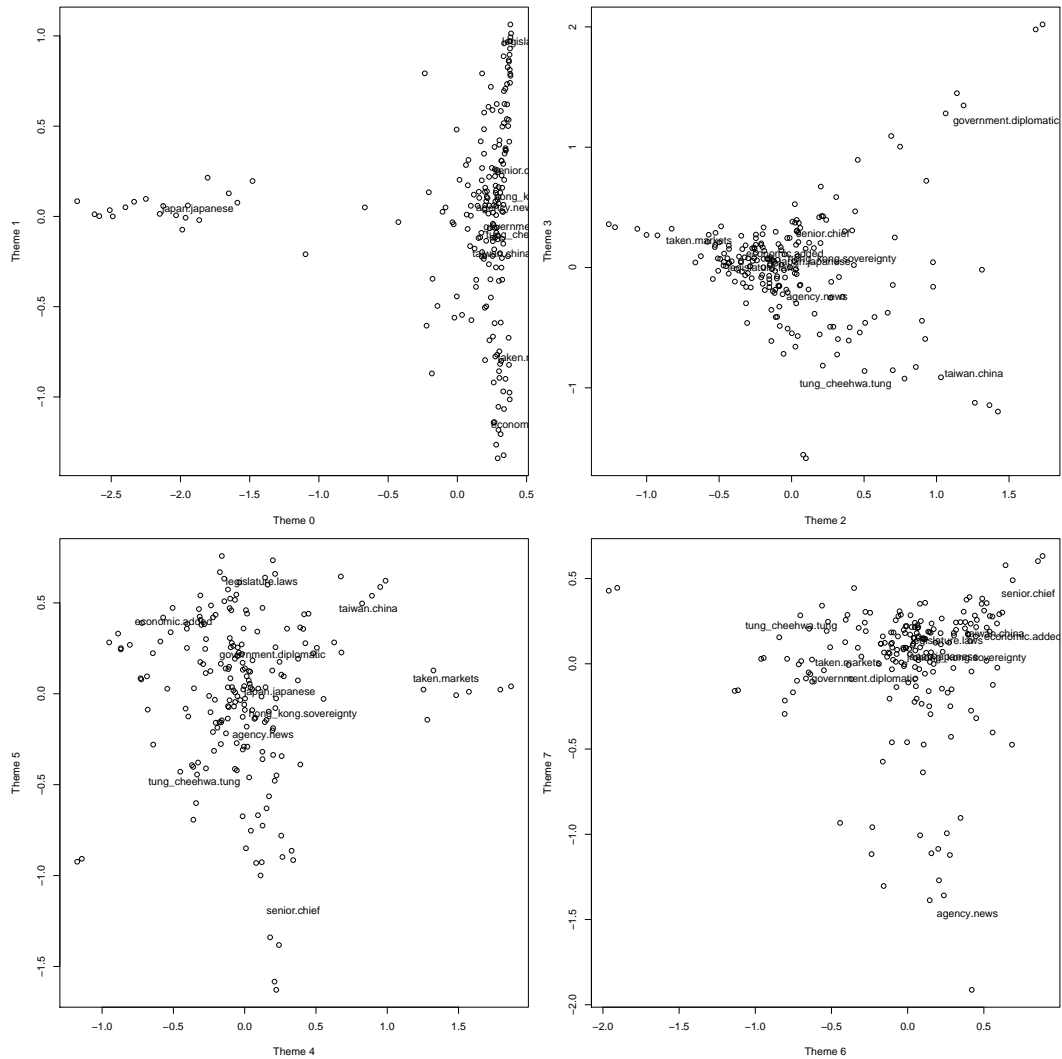 1.0
0.5
0.0
−0.5
−1.0
Theme 1
−2.5 −2.0 −1.5 −1.0 −0.5 0.0 0.5
Theme 0
japan.japanese
senior.c
agency.new
taiwan.china
taken.r
econom
2
1
0
−1
Theme 3
−1.0 −0.5 0.0 0.5 1.0 1.5
Theme 2
government.diplomatic
senior.chief
taken.markets
economic.added
agency.news
taiwan.china
tung_cheehwa.tung
0.5
0.0
−0.5
−1.0
−1.5
Theme 5
−1.0 −0.5 0.0 0.5 1.0 1.5
Theme 4
legislature.laws
taiwan.china
economic.added
government.diplomatic
taken.markets
japan.japanese
hong_kong.sovereignty
agency.news
tung_cheehwa.tung
senior.chief
0.5
0.0
−0.5
−1.0
−1.5
−2.0
Theme 7
−2.0 −1.5 −1.0 −0.5 0.0 0.5
Theme 6
senior.chief
tung_cheehwa.tung
taiwan.china
economic.added
legislature.laws
taken.markets
hong_kong.sovereignty
government.diplomatic
agency.news